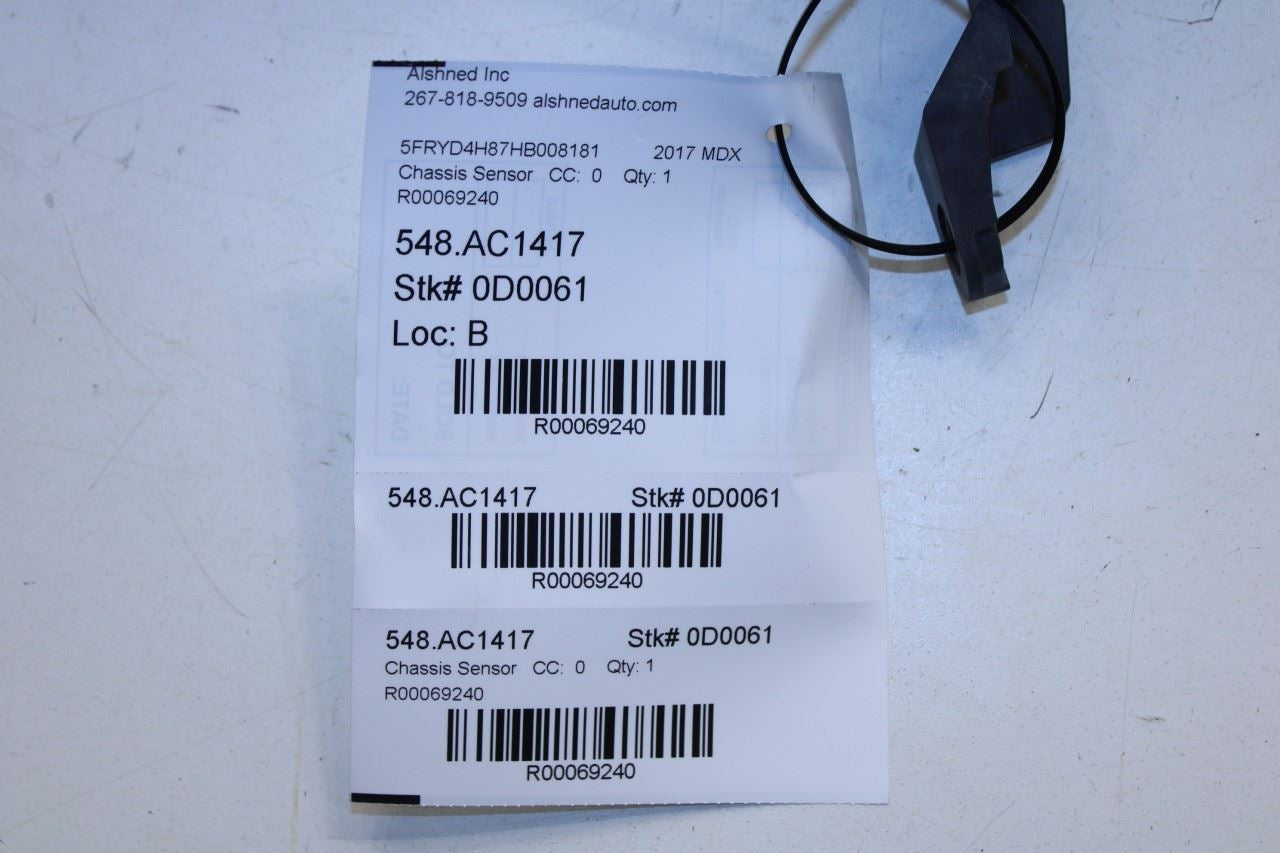 Alshned Inc
267-818-9509 alshnedauto.com
5FRYD4H87HB008181 2017 MDX
Chassis Sensor CC: 0 Qty: 1
R00069240
548.AC1417
Stk# 0D0061
Loc: B
R00069240
548.AC1417 Stk# 0D0061
R00069240
548.AC1417 Stk# 0D0061
Chassis Sensor CC: 0 Qty: 1
R00069240
R00069240